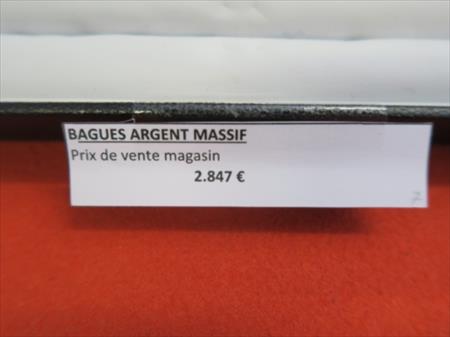 BAGUES ARGENT MASSIF
Prix de vente magasin
2.847 €